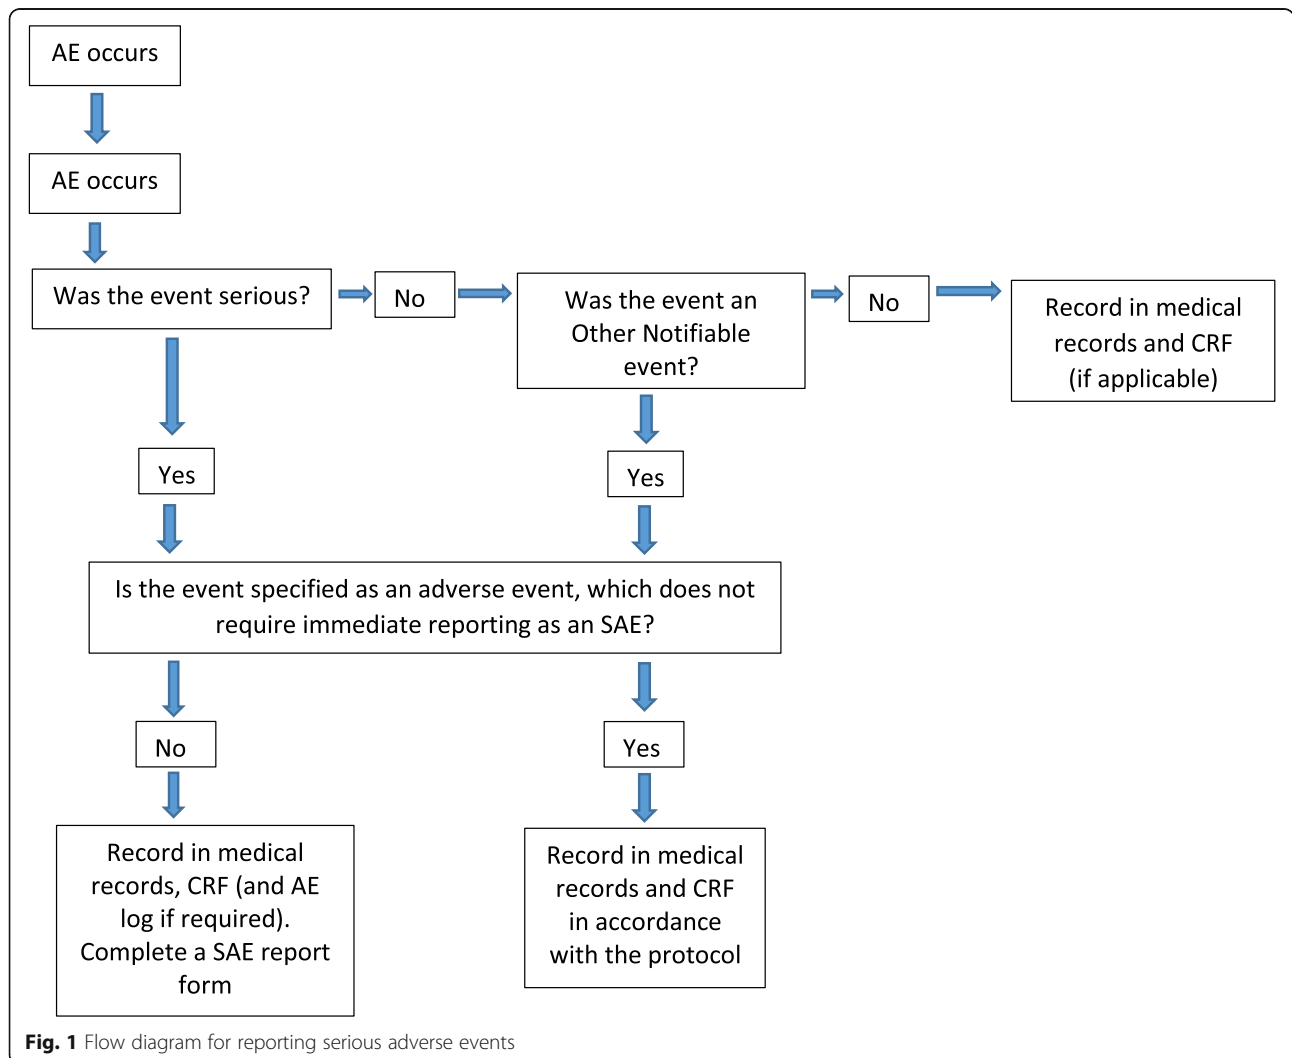 AE occurs
AE occurs
Was the event serious?
No
Was the event an
Other Notifiable
event?
No
Record in medical
records and CRF
(if applicable)
Yes
Yes
Is the event specified as an adverse event, which does not
require immediate reporting as an SAE?
No
Yes
Record in medical
records, CRF (and AE
log if required).
Complete a SAE report
form
Record in medical
records and CRF
in accordance
with the protocol
Fig. 1 Flow diagram for reporting serious adverse events